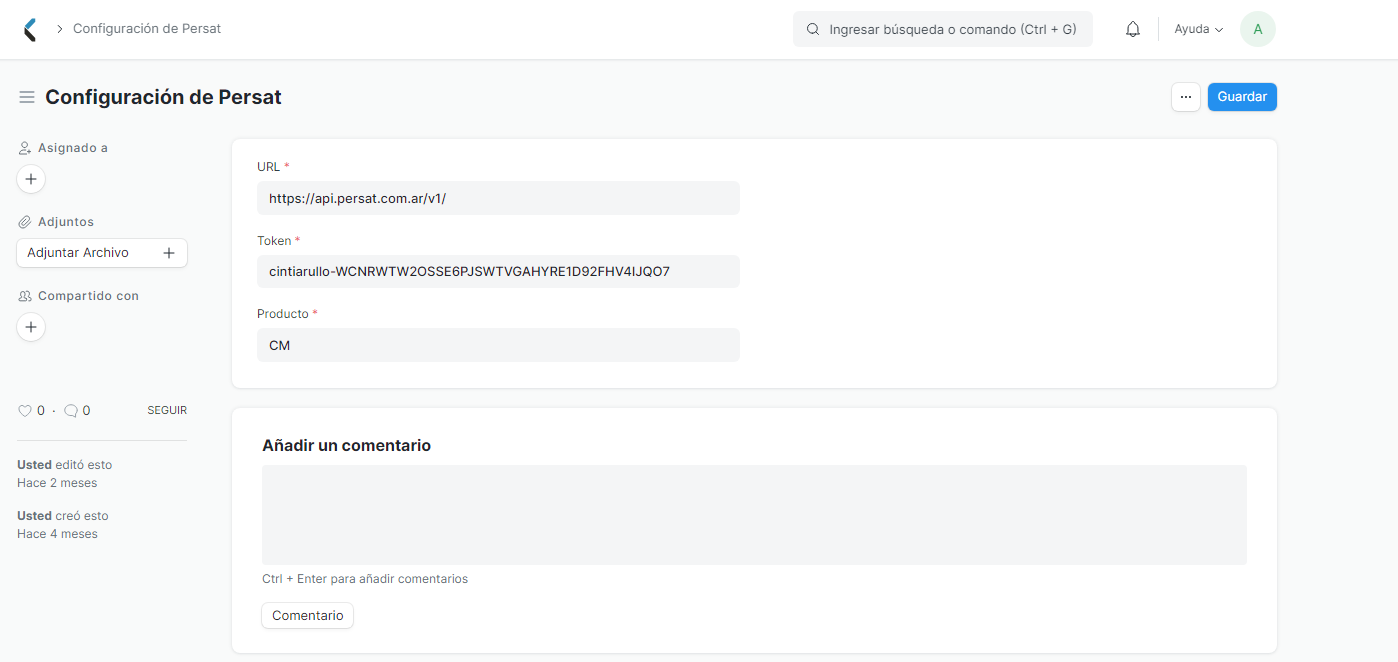 Configuración de Persat
Ingresar búsqueda o comando (Ctrl + G)
Ayuda
A
Configuración de Persat
Guardar
Asignado a
Adjuntos
Adjuntar Archivo
Compartido con
0 · 0 SEGUIR
Usted editó esto
Hace 2 meses
Usted creó esto
Hace 4 meses
URL *
https://api.persat.com.ar/v1/
Token *
cintiarullo-WCNRWTW2OSSE6PJSWTVGAHYRE1D92FHV4IJQO7
Producto *
CM
Añadir un comentario
Ctrl + Enter para añadir comentarios
Comentario